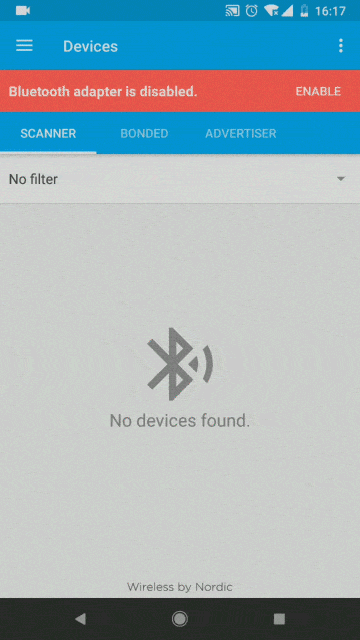 16:17
Devices
Bluetooth adapter is disabled.
ENABLE
SCANNER
BONDED
ADVERTISER
No filter
No devices found.
Wireless by Nordic